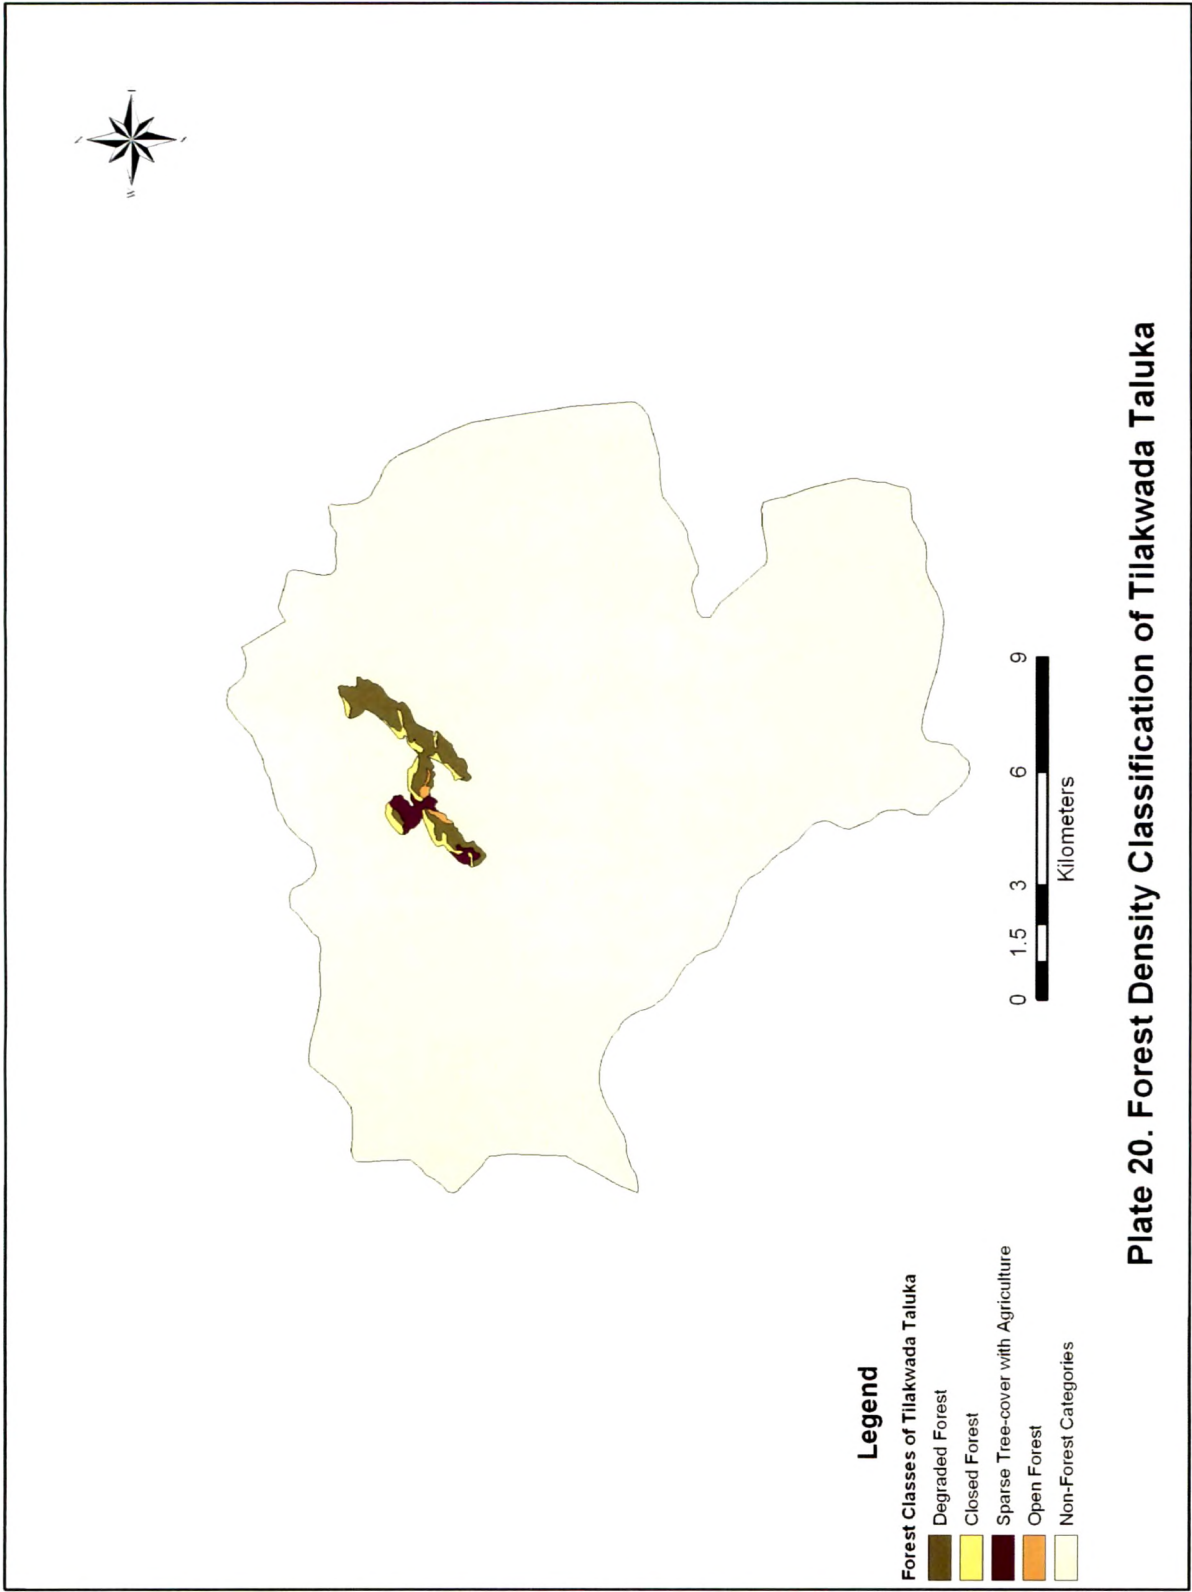 Legend
Forest Classes of Tilakwada Taluka
Degraded Forest
Closed Forest
Sparse Tree-cover with Agriculture
Open Forest
Non-Forest Categories
0 1.5 3 6 9
Kilometers
Plate 20. Forest Density Classification of Tilakwada Taluka